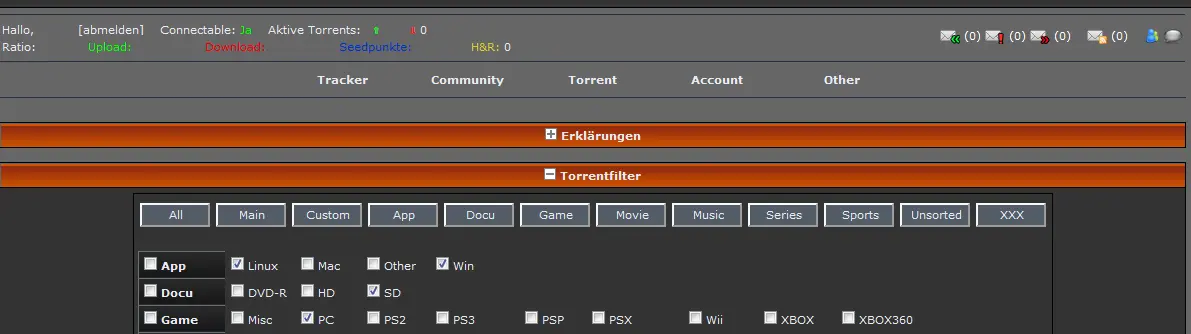 Hallo, [abmelden] Connectable: Ja Aktive Torrents: 0
Ratio: Upload: Download: Seedpunkte: H&R: 0
(0) (0) (0) (0)
Tracker Community Torrent Account Other
Erklärungen
Torrentfilter
All Main Custom App Docu Game Movie Music Series Sports Unsorted XXX
App Linux Mac Other Win
Docu DVD-R HD SD
Game Misc PC PS2 PS3 PSP PSX Wii XBOX XBOX360